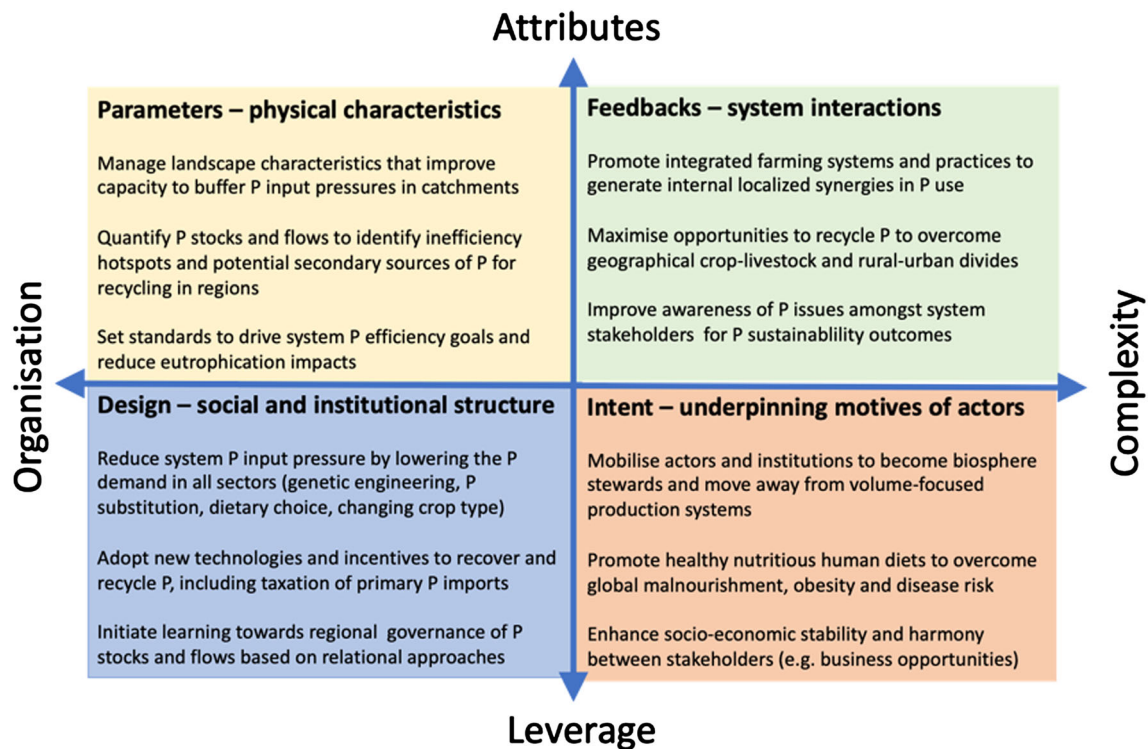 Attributes
Parameters – physical characteristics
Manage landscape characteristics that improve
capacity to buffer P input pressures in catchments
Quantify P stocks and flows to identify inefficiency
hotspots and potential secondary sources of P for
recycling in regions
Set standards to drive system P efficiency goals and
reduce eutrophication impacts
Feedbacks – system interactions
Promote integrated farming systems and practices to
generate internal localized synergies in P use
Maximise opportunities to recycle P to overcome
geographical crop-livestock and rural-urban divides
Improve awareness of P issues amongst system
stakeholders for P sustainablility outcomes
Organisation
Complexity
Design – social and institutional structure
Reduce system P input pressure by lowering the P
demand in all sectors (genetic engineering, P
substitution, dietary choice, changing crop type)
Adopt new technologies and incentives to recover and
recycle P, including taxation of primary P imports
Initiate learning towards regional governance of P
stocks and flows based on relational approaches
Intent – underpinning motives of actors
Mobilise actors and institutions to become biosphere
stewards and move away from volume-focused
production systems
Promote healthy nutritious human diets to overcome
global malnourishment, obesity and disease risk
Enhance socio-economic stability and harmony
between stakeholders (e.g. business opportunities)
Leverage